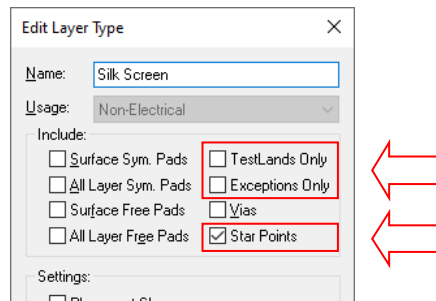 Edit Layer Type
Name: Silk Screen
Usage: Non-Electrical
Include:
Surface Sym. Pads TestLands Only
All Layer Sym. Pads Exceptions Only
Surface Free Pads Vias
All Layer Free Pads Star Points
Settings: